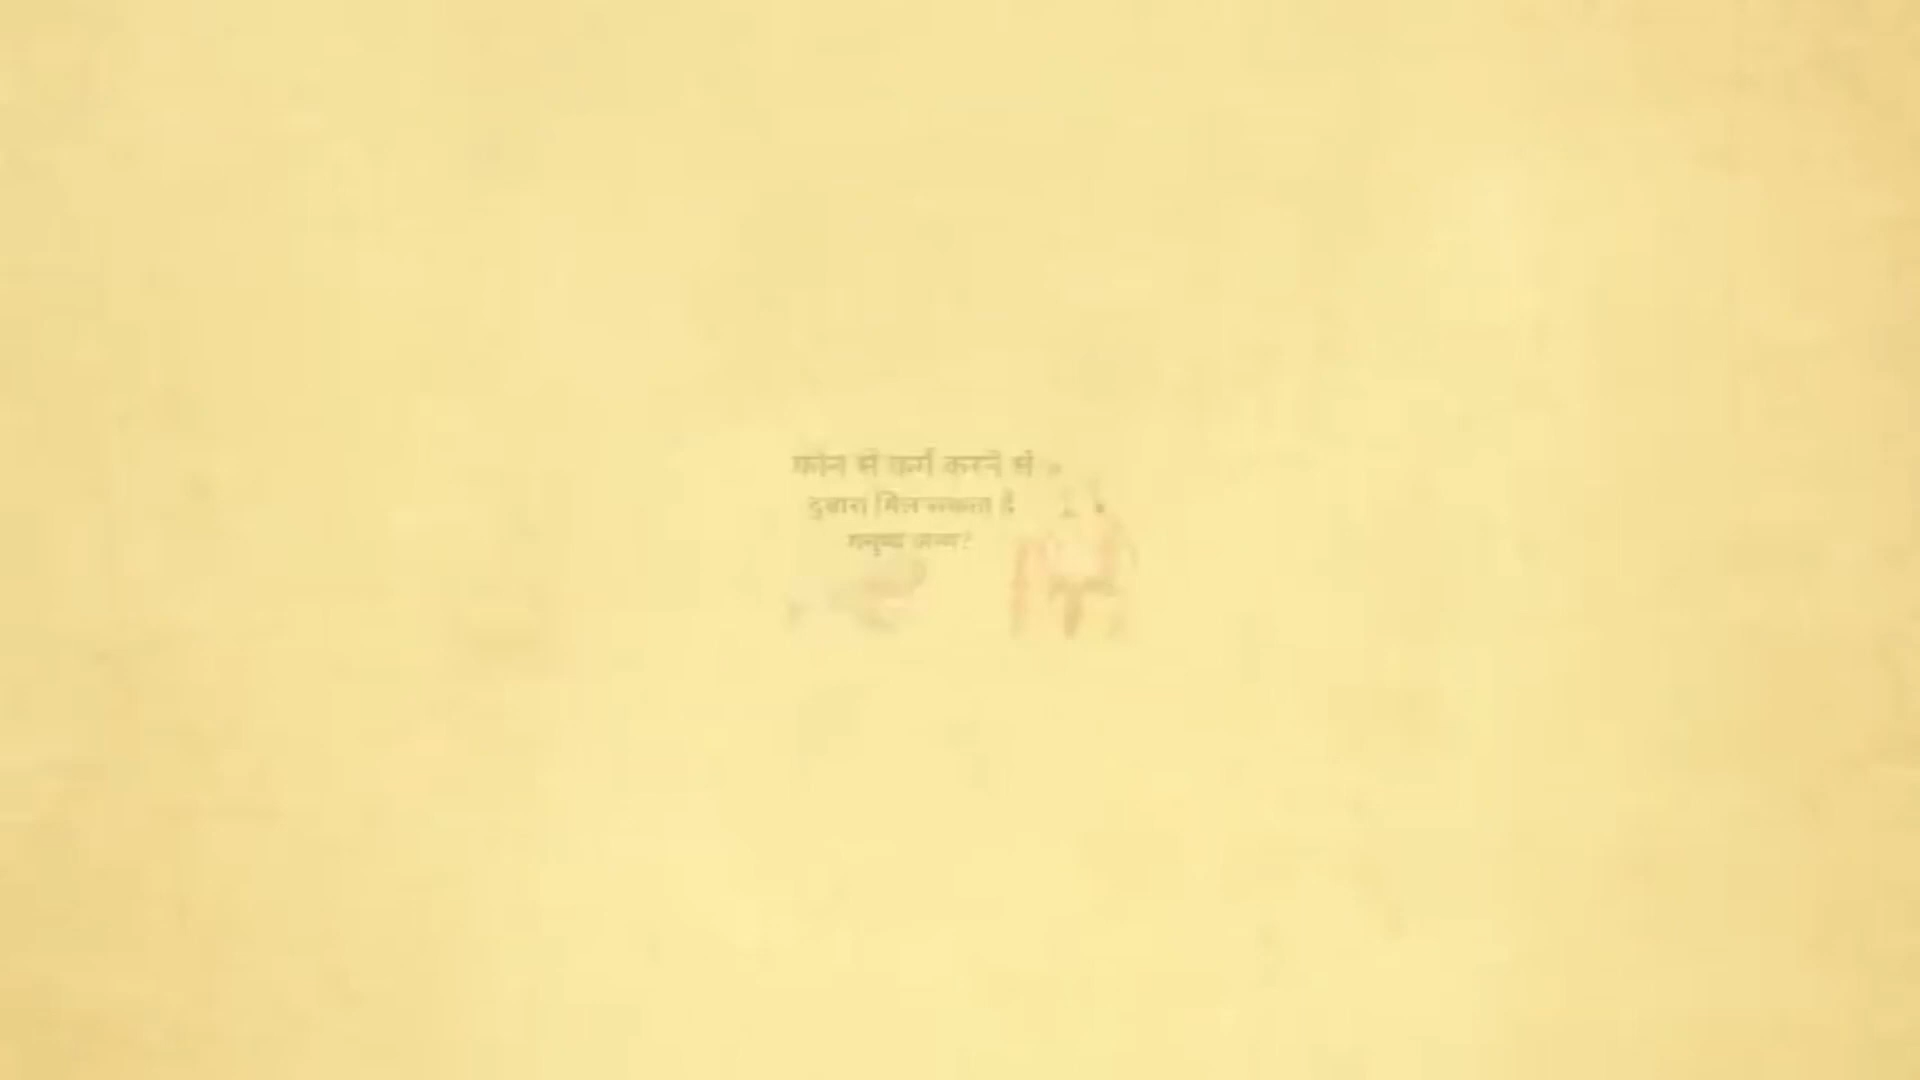 कौन से कर्म करने से
दुबारा मिल सकता है
मनुष्य जन्म?